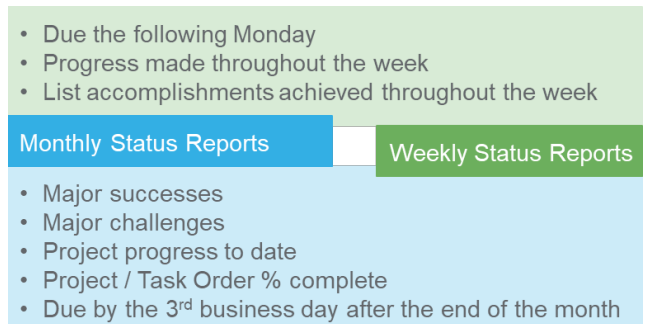 • Due the following Monday
• Progress made throughout the week
• List accomplishments achieved throughout the week
Monthly Status Reports
Weekly Status Reports
• Major successes
• Major challenges
• Project progress to date
• Project / Task Order % complete
• Due by the 3rd business day after the end of the month